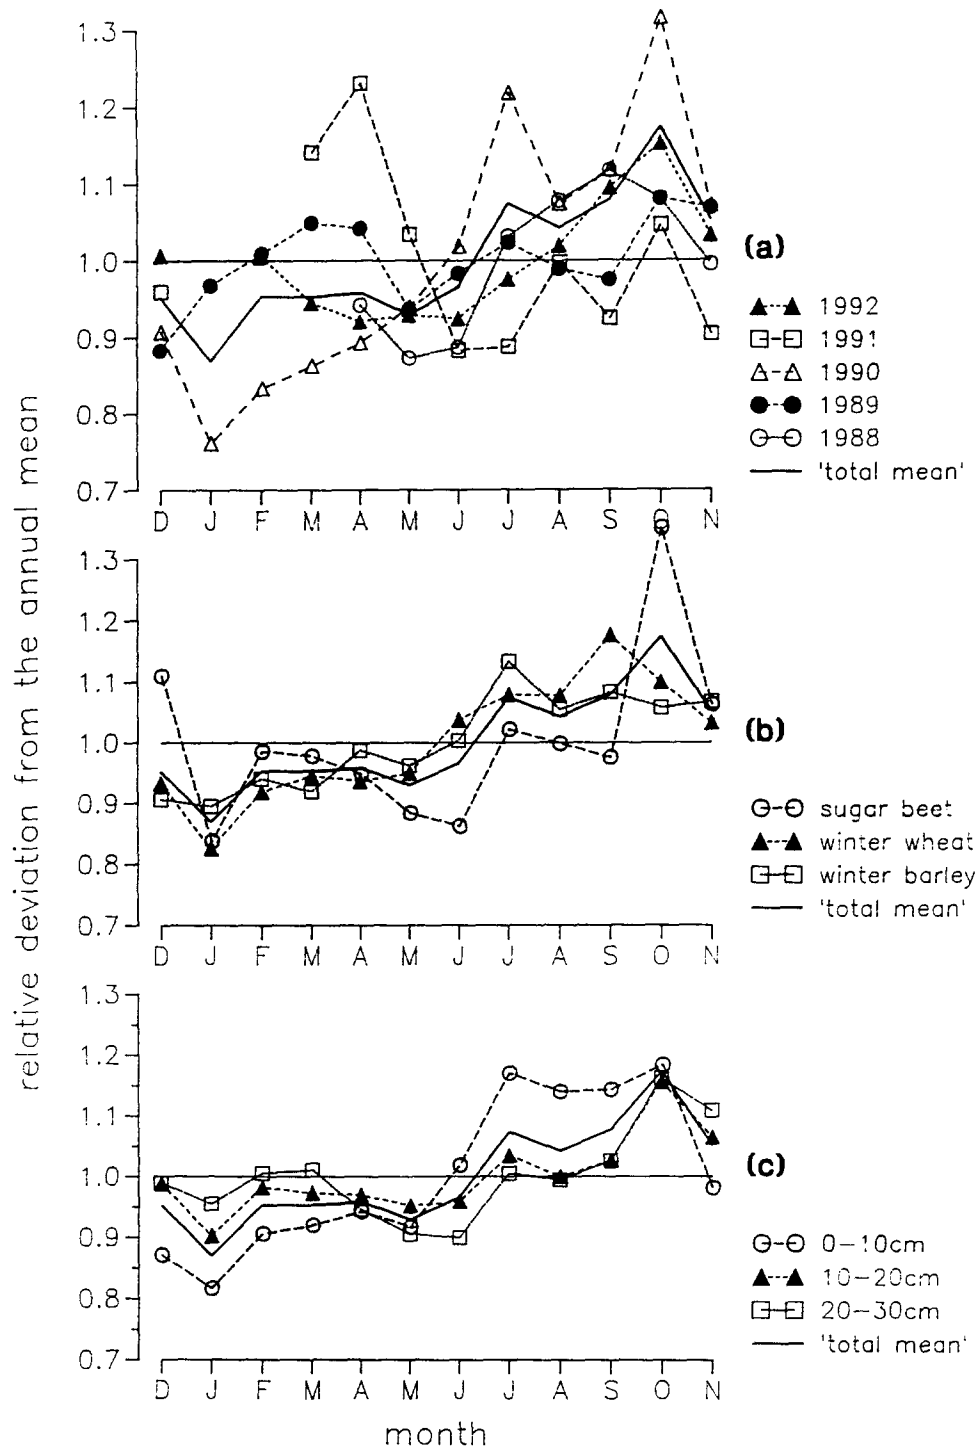 relative deviation from the annual mean
1.3
1.2
1.1
1.0
0.9
0.8
0.7
D J F M A M J J A S O N
(a)
1992
1991
1990
1989
1988
'total mean'
1.3
1.2
1.1
1.0
0.9
0.8
0.7
D J F M A M J J A S O N
(b)
sugar beet
winter wheat
winter barley
'total mean'
1.3
1.2
1.1
1.0
0.9
0.8
0.7
D J F M A M J J A S O N
(c)
0-10cm
10-20cm
20-30cm
'total mean'
month